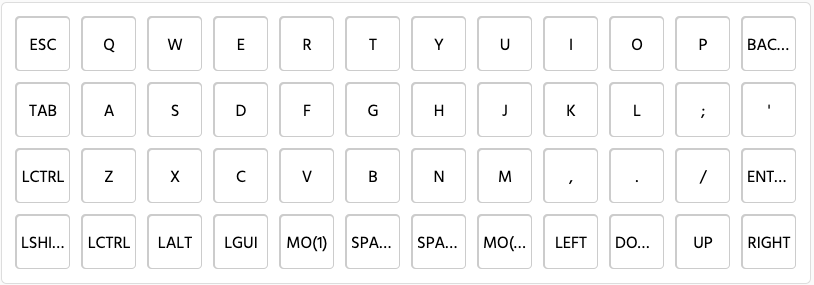 ESC Q W E R T Y U I O P BAC...
TAB A S D F G H J K L ; '
LCTRL Z X C V B N M , . / ENT...
LSHI... LCTRL LALT LGUI MO(1) SPA... SPA... MO(... LEFT DO... UP RIGHT